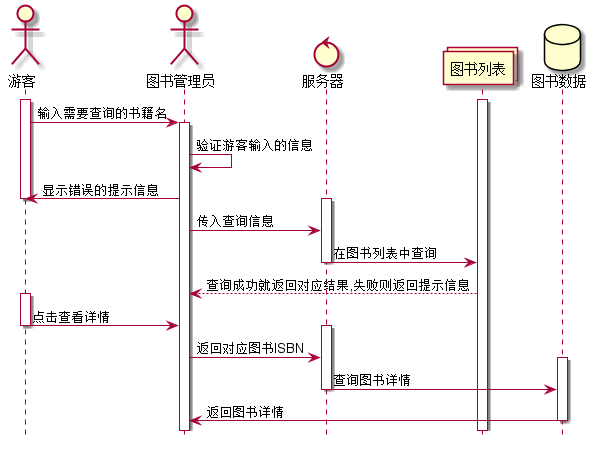 游客
图书管理员
服务器
图书列表
图书数据
输入需要查询的书籍名
验证游客输入的信息
显示错误的提示信息
传入查询信息
在图书列表中查询
查询成功就返回对应结果,失败则返回提示信息
点击查看详情
返回对应图书ISBN
查询图书详情
返回图书详情